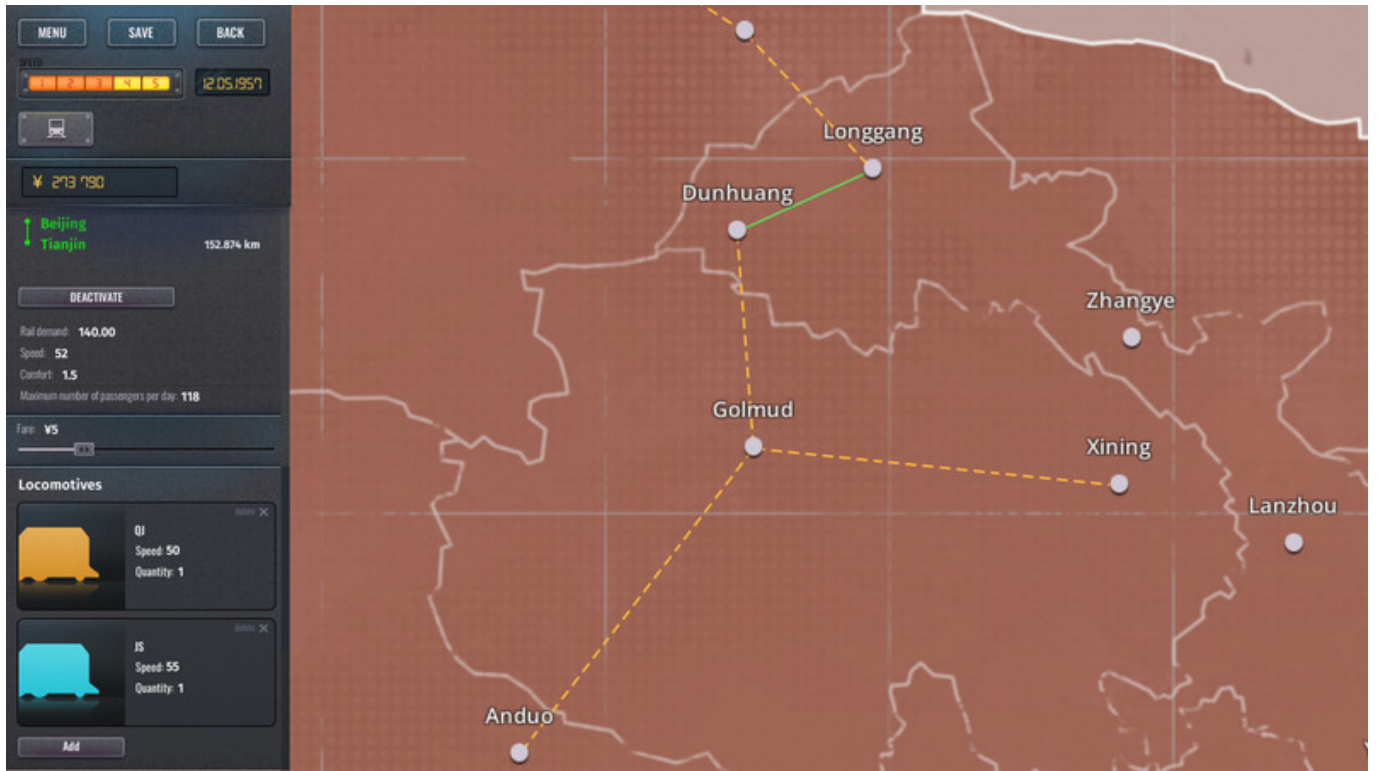 MENU SAVE BACK
SPEED
1 2 3 4 5 12.05.1957
¥ 273 790
Beijing
Tianjin 152.874 km
DEACTIVATE
Rail demand: 140.00
Speed: 52
Comfort: 1.5
Maximum number of passengers per day: 118
Fare: ¥5
Locomotives
delete X
QJ
Speed: 50
Quantity: 1
delete X
JS
Speed: 55
Quantity: 1
Add
Longgang
Dunhuang
Zhangye
Golmud
Xining
Lanzhou
Anduo